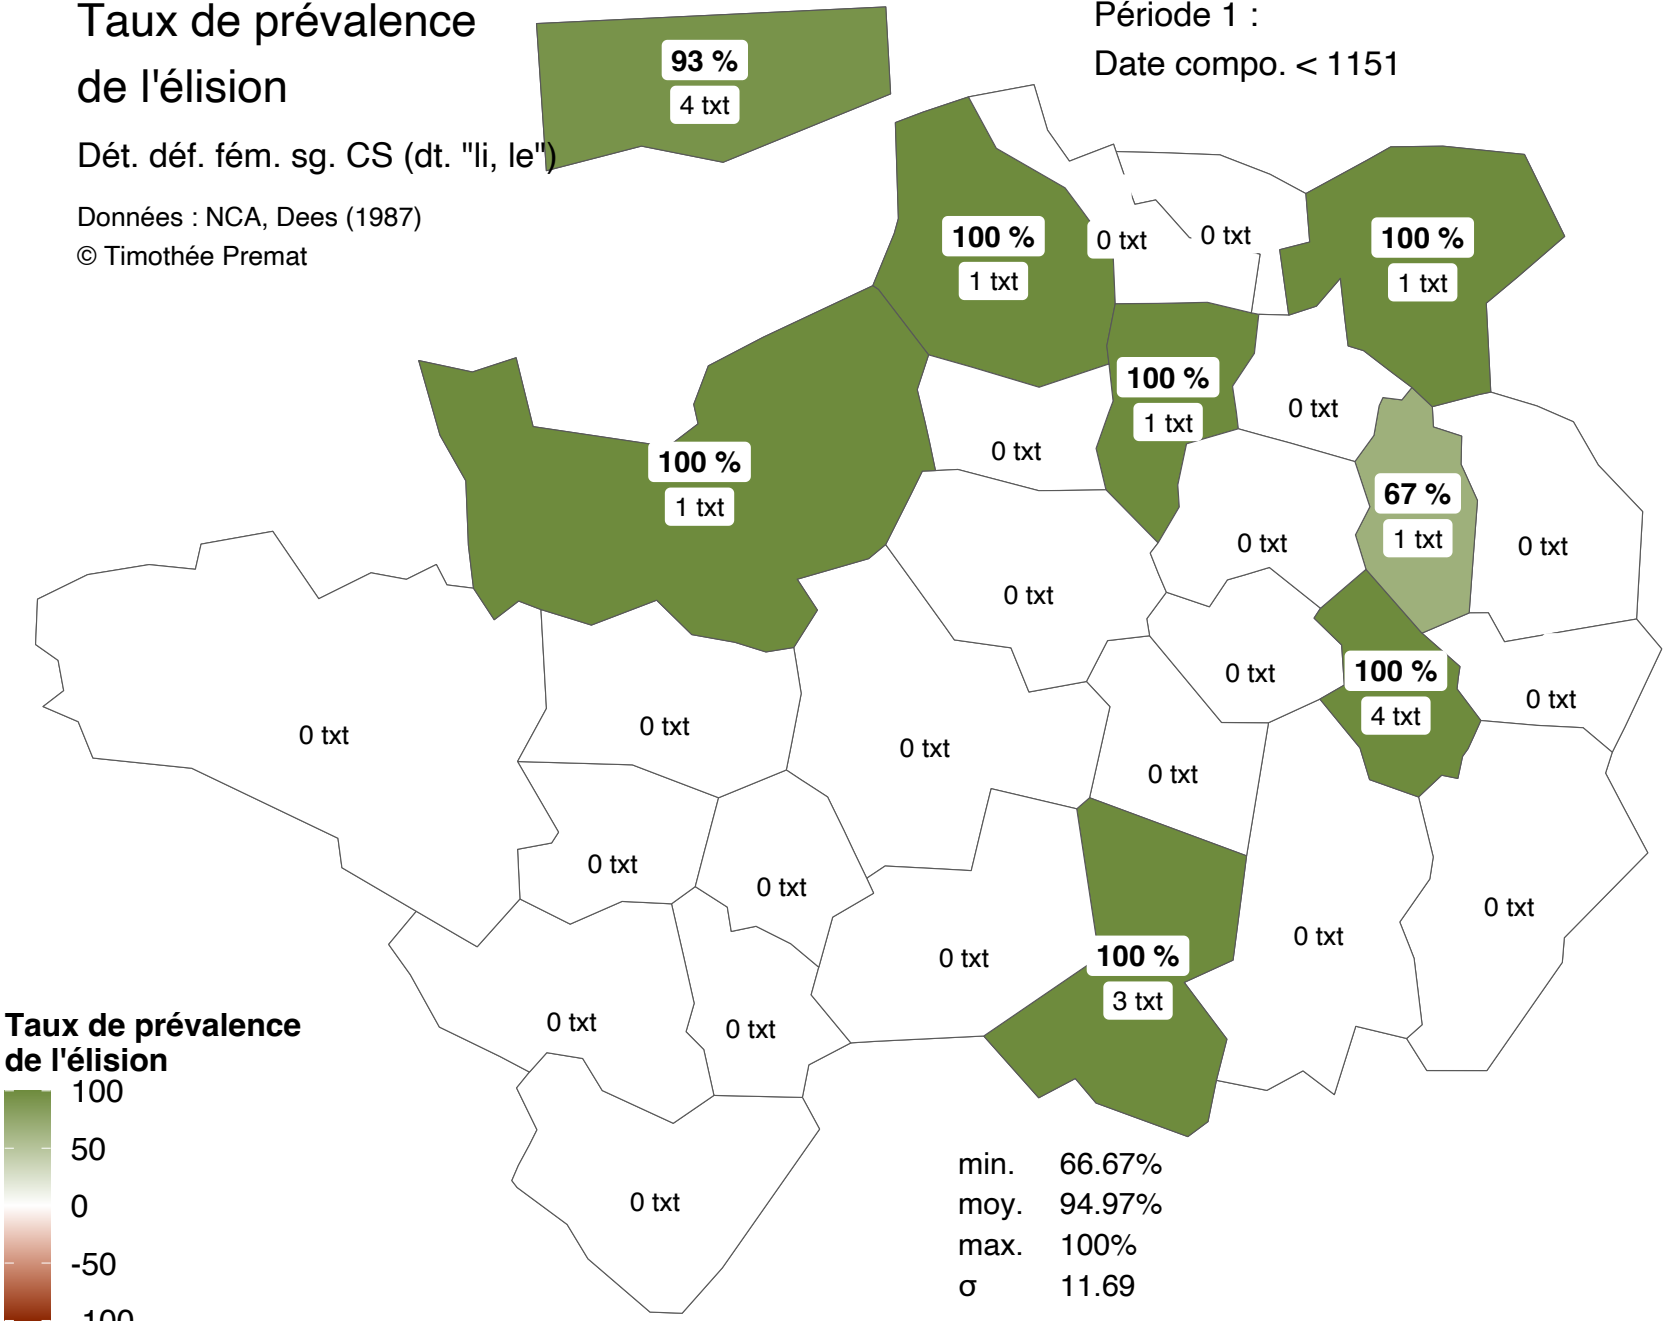 Taux de prévalence
de l'élision
Dét. déf. fém. sg. CS (dt. "li, le")
Données : NCA, Dees (1987)
© Timothée Premat
Période 1 :
Date compo. < 1151
93 %
4 txt
100 %
1 txt
0 txt
0 txt
100 %
1 txt
100 %
1 txt
0 txt
0 txt
100 %
1 txt
67 %
1 txt
0 txt
0 txt
0 txt
0 txt
100 %
4 txt
0 txt
0 txt
0 txt
0 txt
0 txt
0 txt
0 txt
0 txt
0 txt
0 txt
100 %
3 txt
0 txt
0 txt
0 txt
0 txt
Taux de prévalence
de l'élision
100
50
0
-50
-100
min. 66.67%
moy. 94.97%
max. 100%
σ 11.69